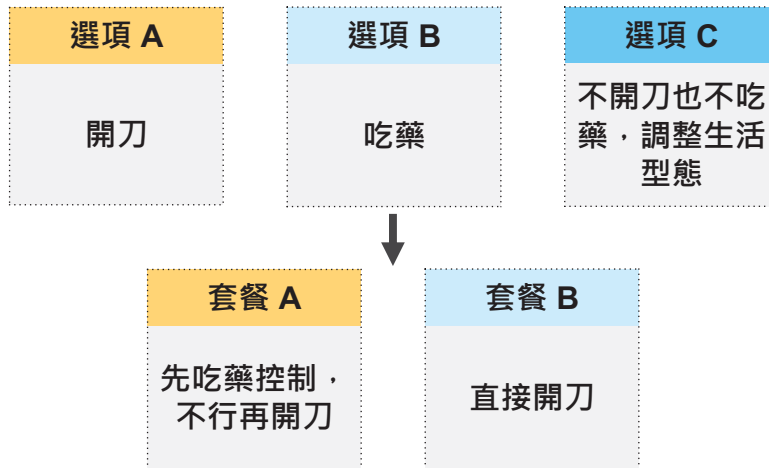 選項 A
開刀
選項 B
吃藥
選項 C
不開刀也不吃
藥，調整生活
型態
套餐 A
先吃藥控制，
不行再開刀
套餐 B
直接開刀